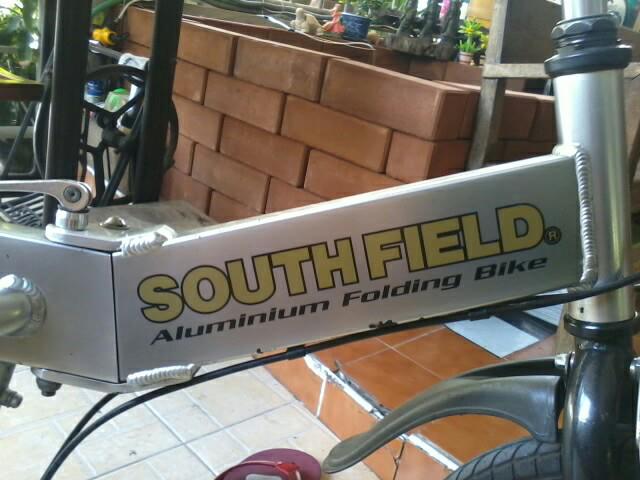 SOUTH FIELD®
Aluminium Folding Bike